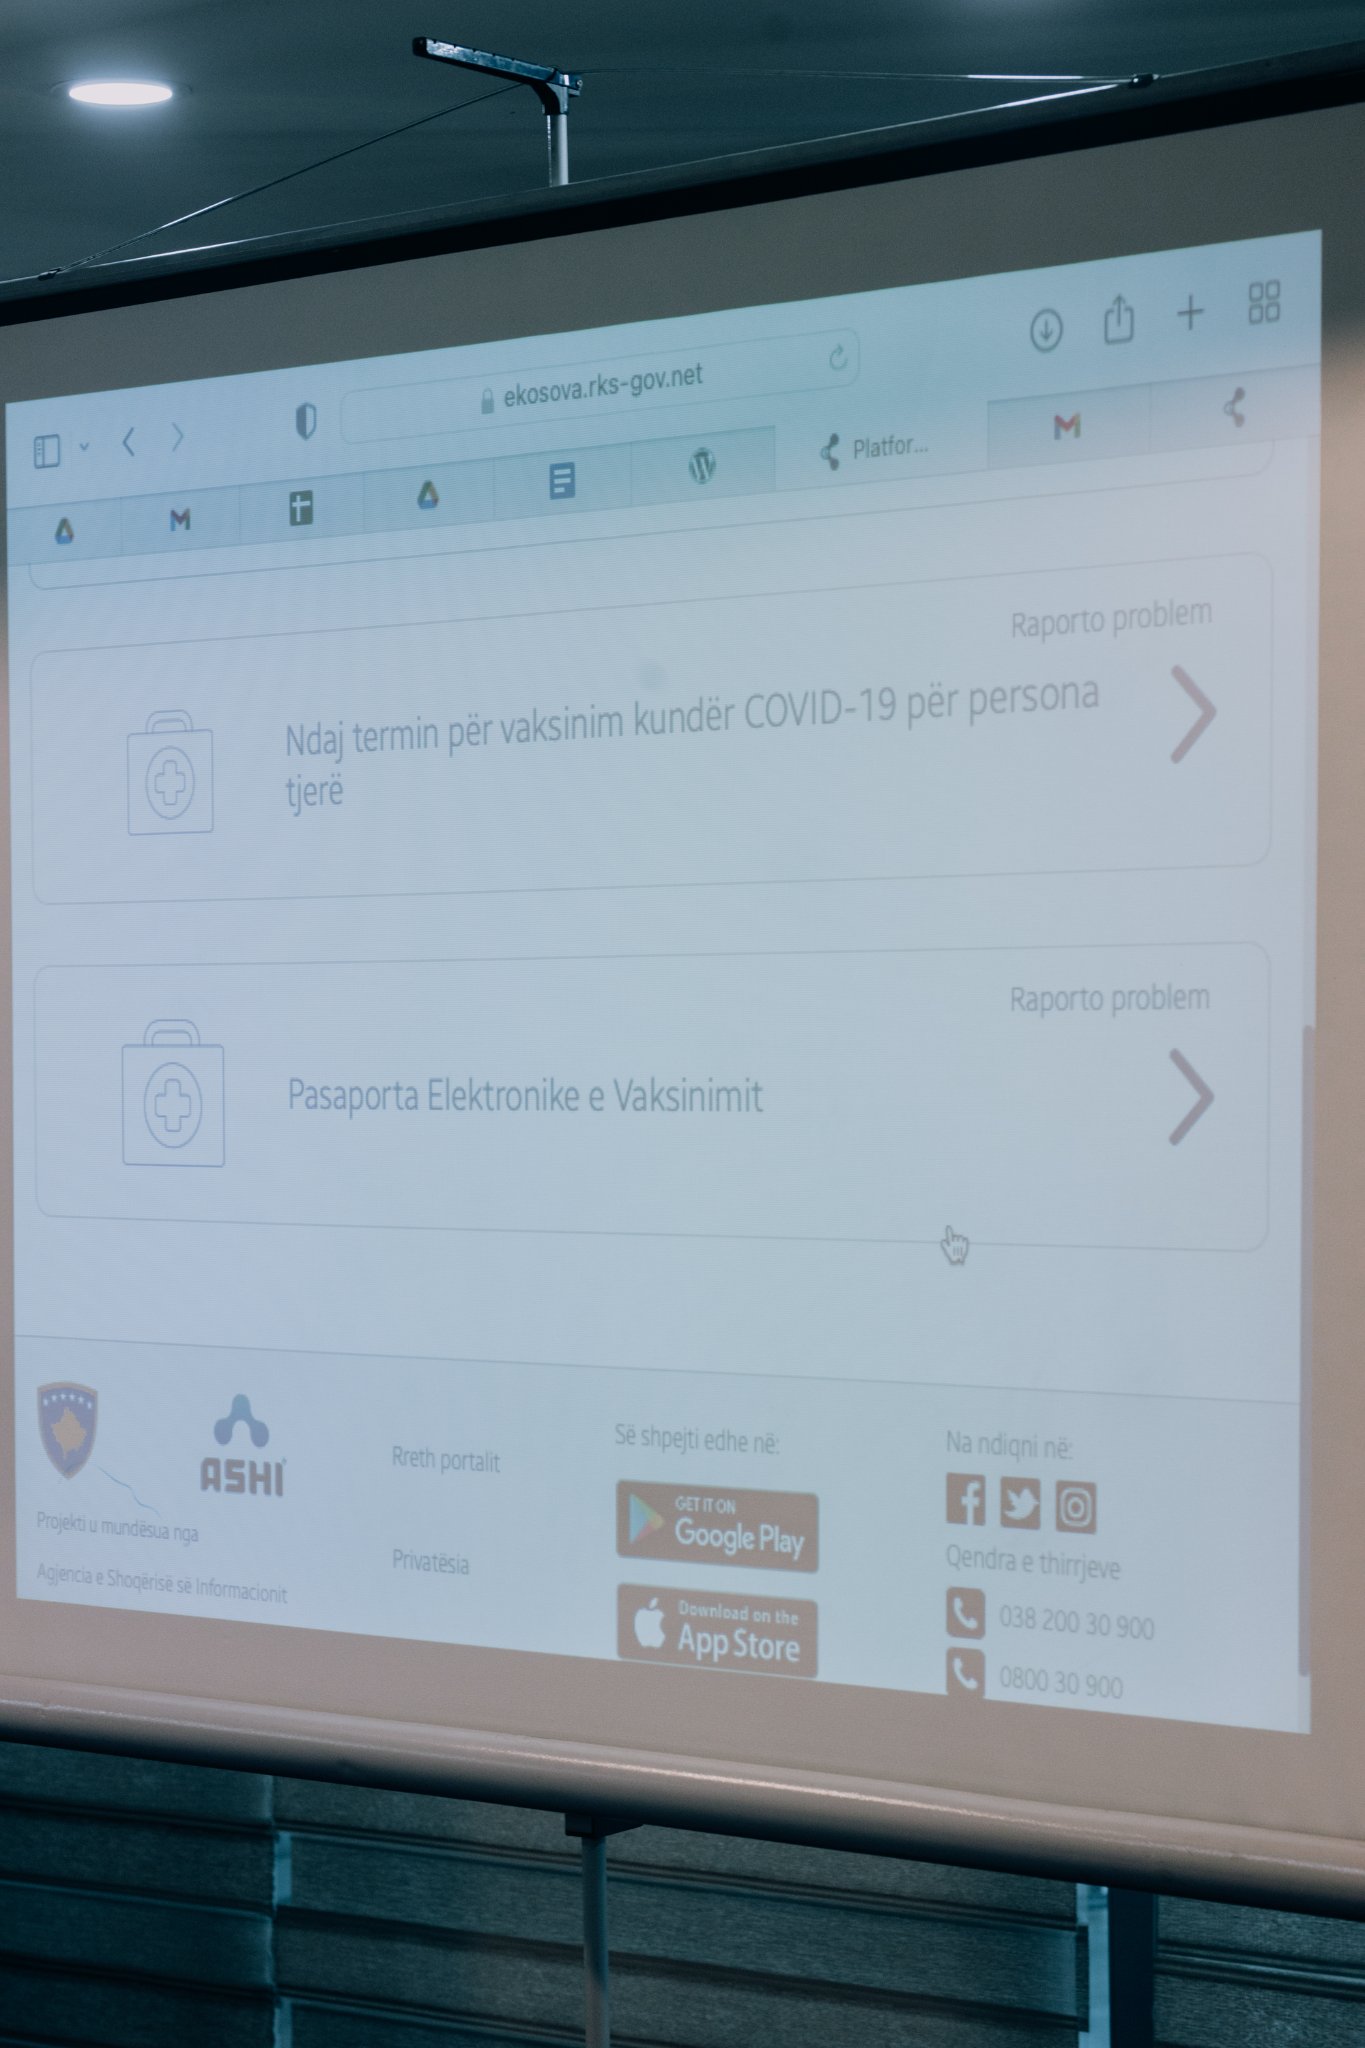 ekosova.rks-gov.net
Platfor...
Raporto problem
Ndaj termin për vaksinim kundër COVID-19 për persona
tjerë
Raporto problem
Pasaporta Elektronike e Vaksinimit
ASHI
Projekti u mundësua nga
Agjencia e Shoqërisë së Informacionit
Rreth portalit
Privatësia
Së shpejti edhe në:
GET IT ON
Google Play
Download on the
App Store
Na ndiqni në:
Qendra e thirrjeve
038 200 30 900
0800 30 900